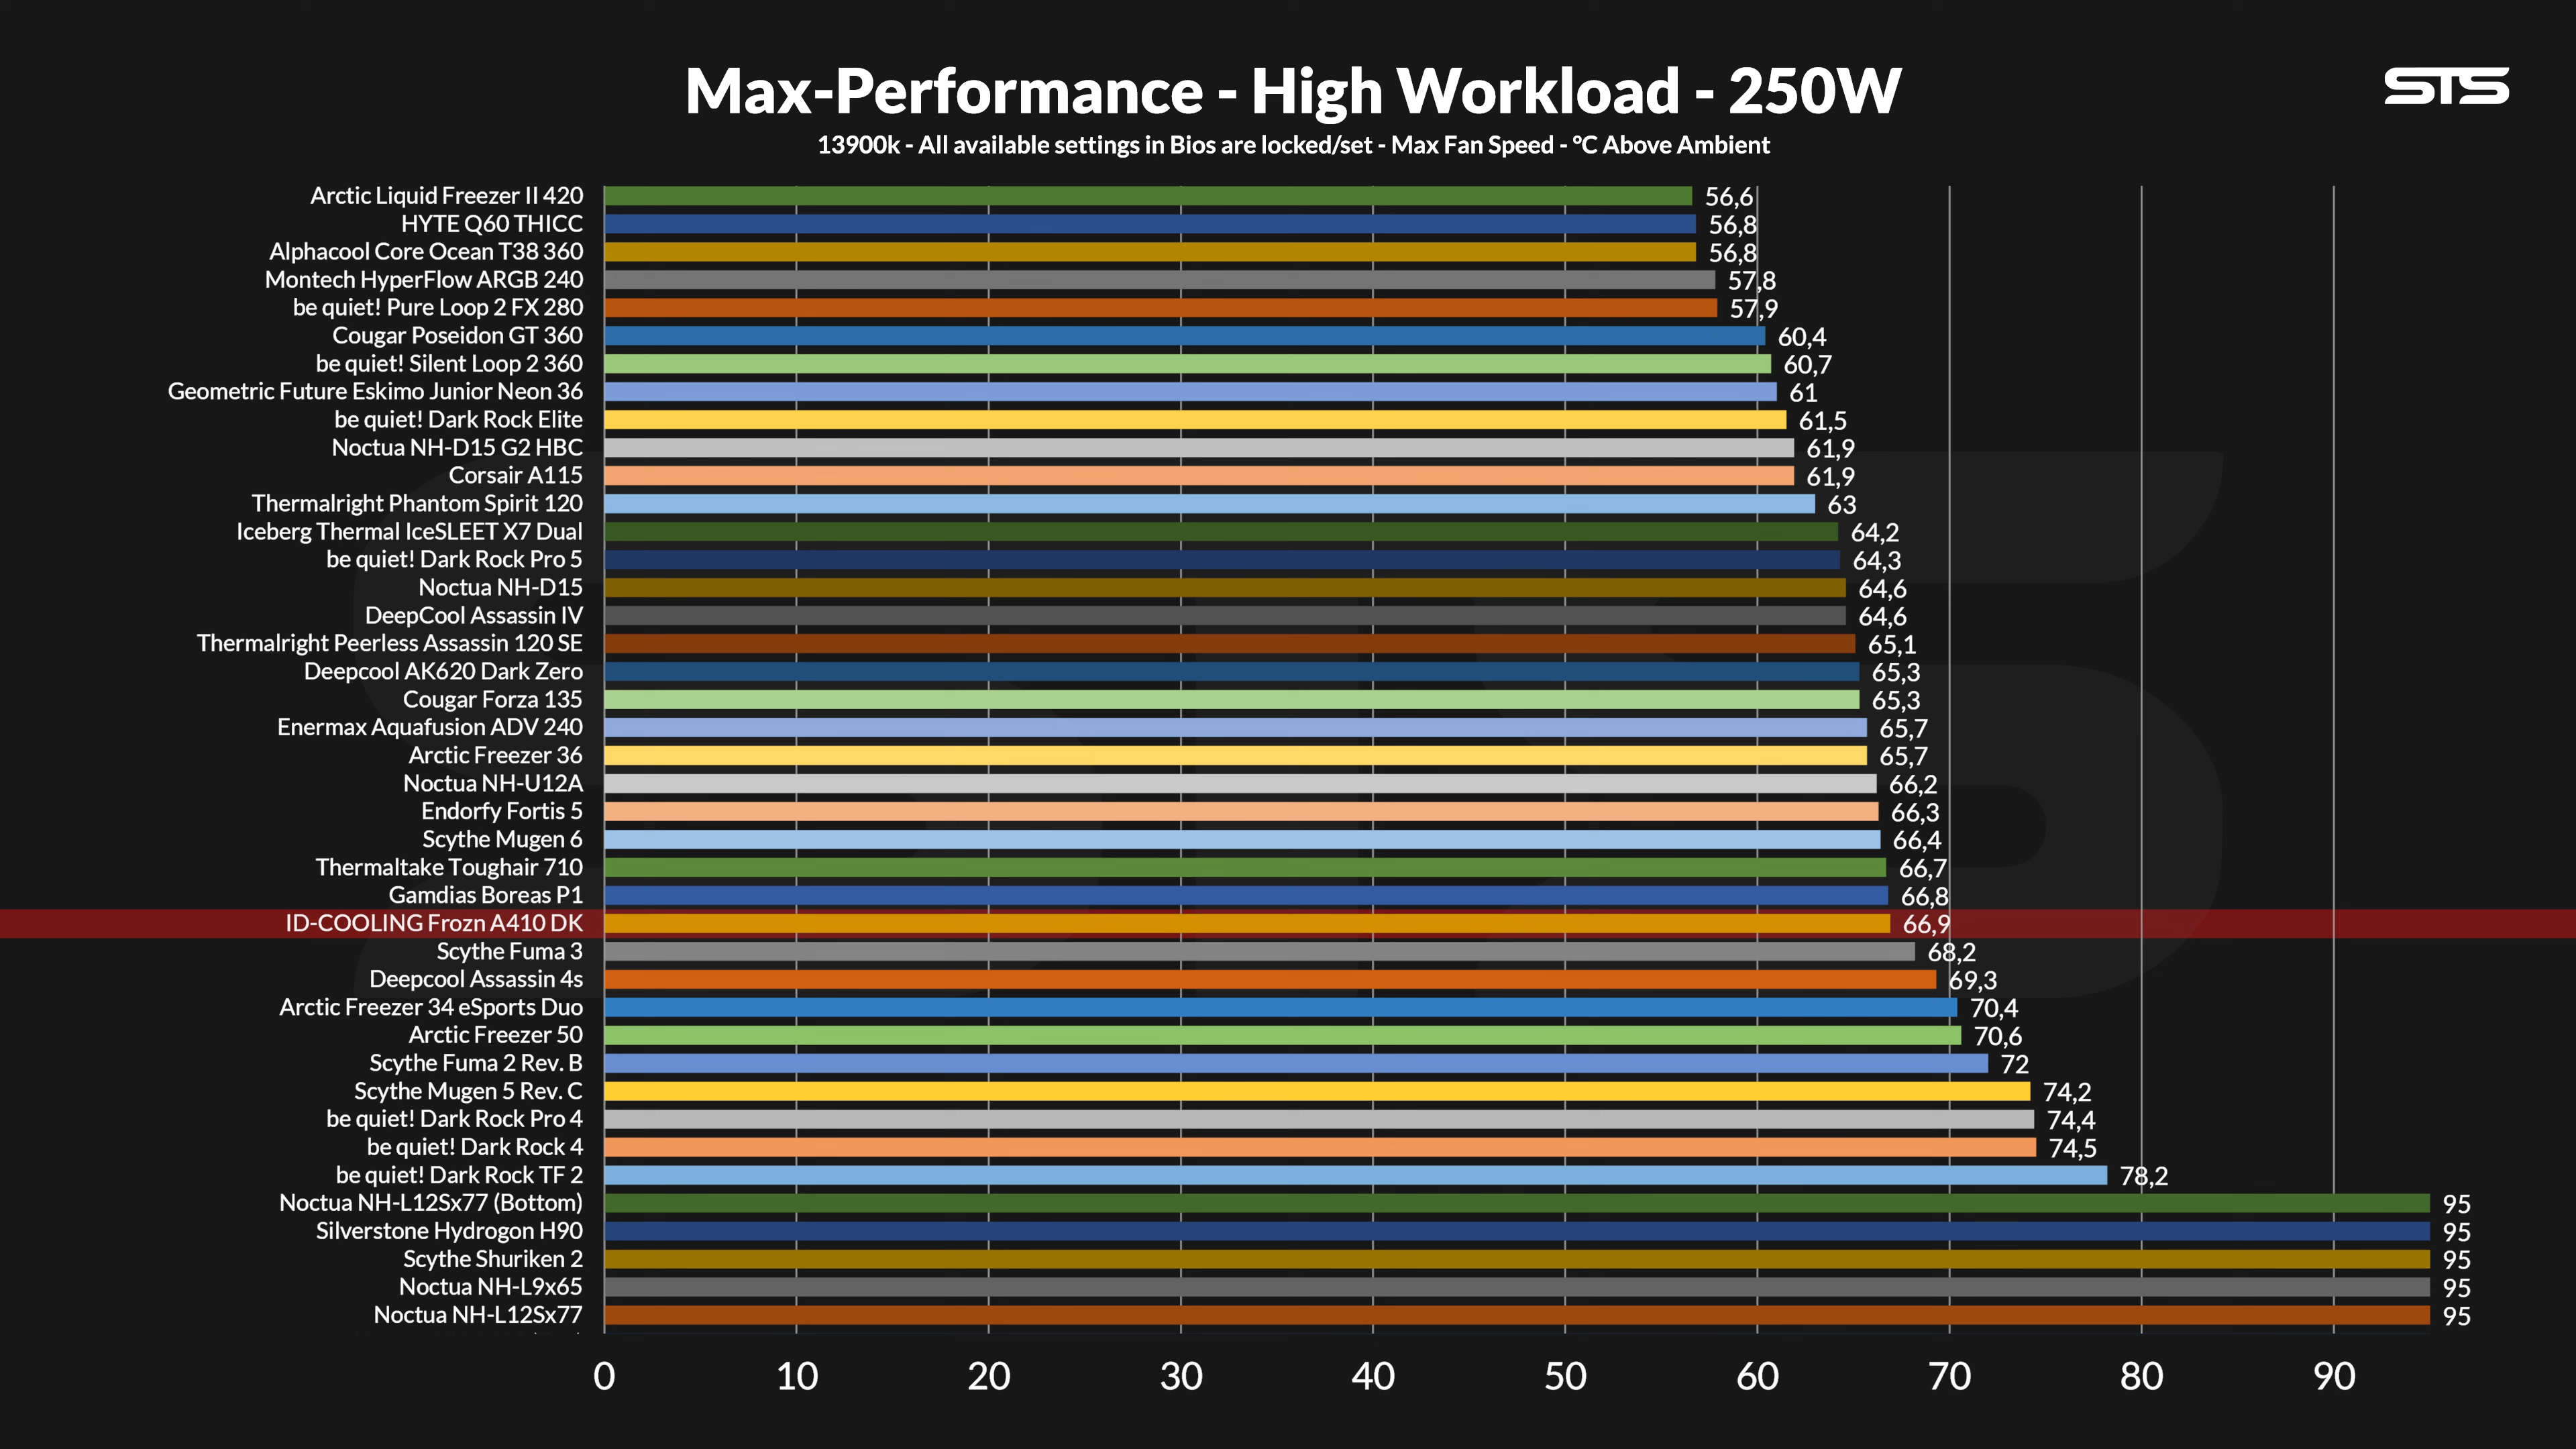 Max-Performance - High Workload - 250W
STS
13900k - All available settings in Bios are locked/set - Max Fan Speed - °C Above Ambient
Arctic Liquid Freezer II 420 56,6
HYTE Q60 THICC 56,8
Alphacool Core Ocean T38 360 56,8
Montech HyperFlow ARGB 240 57,8
be quiet! Pure Loop 2 FX 280 57,9
Cougar Poseidon GT 360 60,4
be quiet! Silent Loop 2 360 60,7
Geometric Future Eskimo Junior Neon 36 61
be quiet! Dark Rock Elite 61,5
Noctua NH-D15 G2 HBC 61,9
Corsair A115 61,9
Thermalright Phantom Spirit 120 63
Iceberg Thermal IceSLEET X7 Dual 64,2
be quiet! Dark Rock Pro 5 64,3
Noctua NH-D15 64,6
DeepCool Assassin IV 64,6
Thermalright Peerless Assassin 120 SE 65,1
Deepcool AK620 Dark Zero 65,3
Cougar Forza 135 65,3
Enermax Aquafusion ADV 240 65,7
Arctic Freezer 36 65,7
Noctua NH-U12A 66,2
Endorfy Fortis 5 66,3
Scythe Mugen 6 66,4
Thermaltake Toughair 710 66,7
Gamdias Boreas P1 66,8
ID-COOLING Frozn A410 DK 66,9
Scythe Fuma 3 68,2
Deepcool Assassin 4s 69,3
Arctic Freezer 34 eSports Duo 70,4
Arctic Freezer 50 70,6
Scythe Fuma 2 Rev. B 72
Scythe Mugen 5 Rev. C 74,2
be quiet! Dark Rock Pro 4 74,4
be quiet! Dark Rock 4 74,5
be quiet! Dark Rock TF 2 78,2
Noctua NH-L12Sx77 (Bottom) 95
Silverstone Hydrogon H90 95
Scythe Shuriken 2 95
Noctua NH-L9x65 95
Noctua NH-L12Sx77 95
0 10 20 30 40 50 60 70 80 90